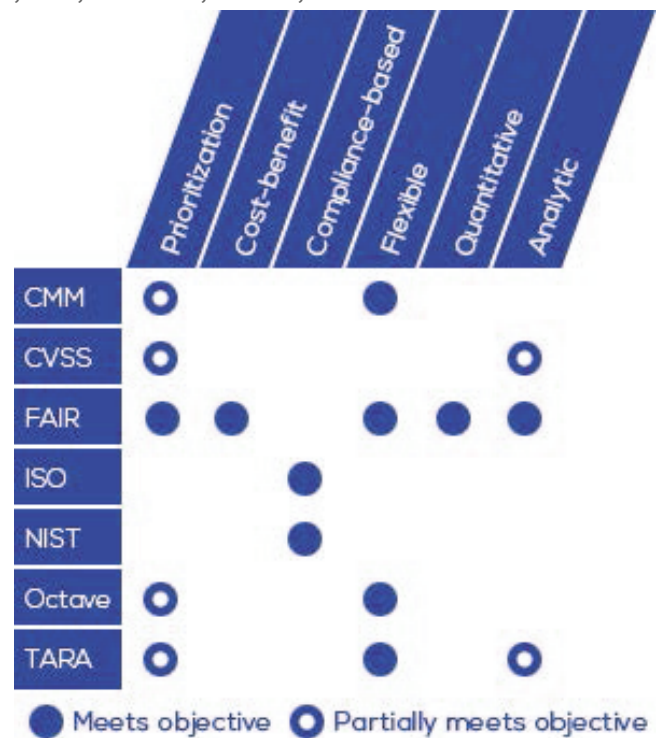 Prioritization
Cost-benefit
Compliance-based
Flexible
Quantitative
Analytic
CMM
CVSS
FAIR
ISO
NIST
Octave
TARA
Meets objective Partially meets objective